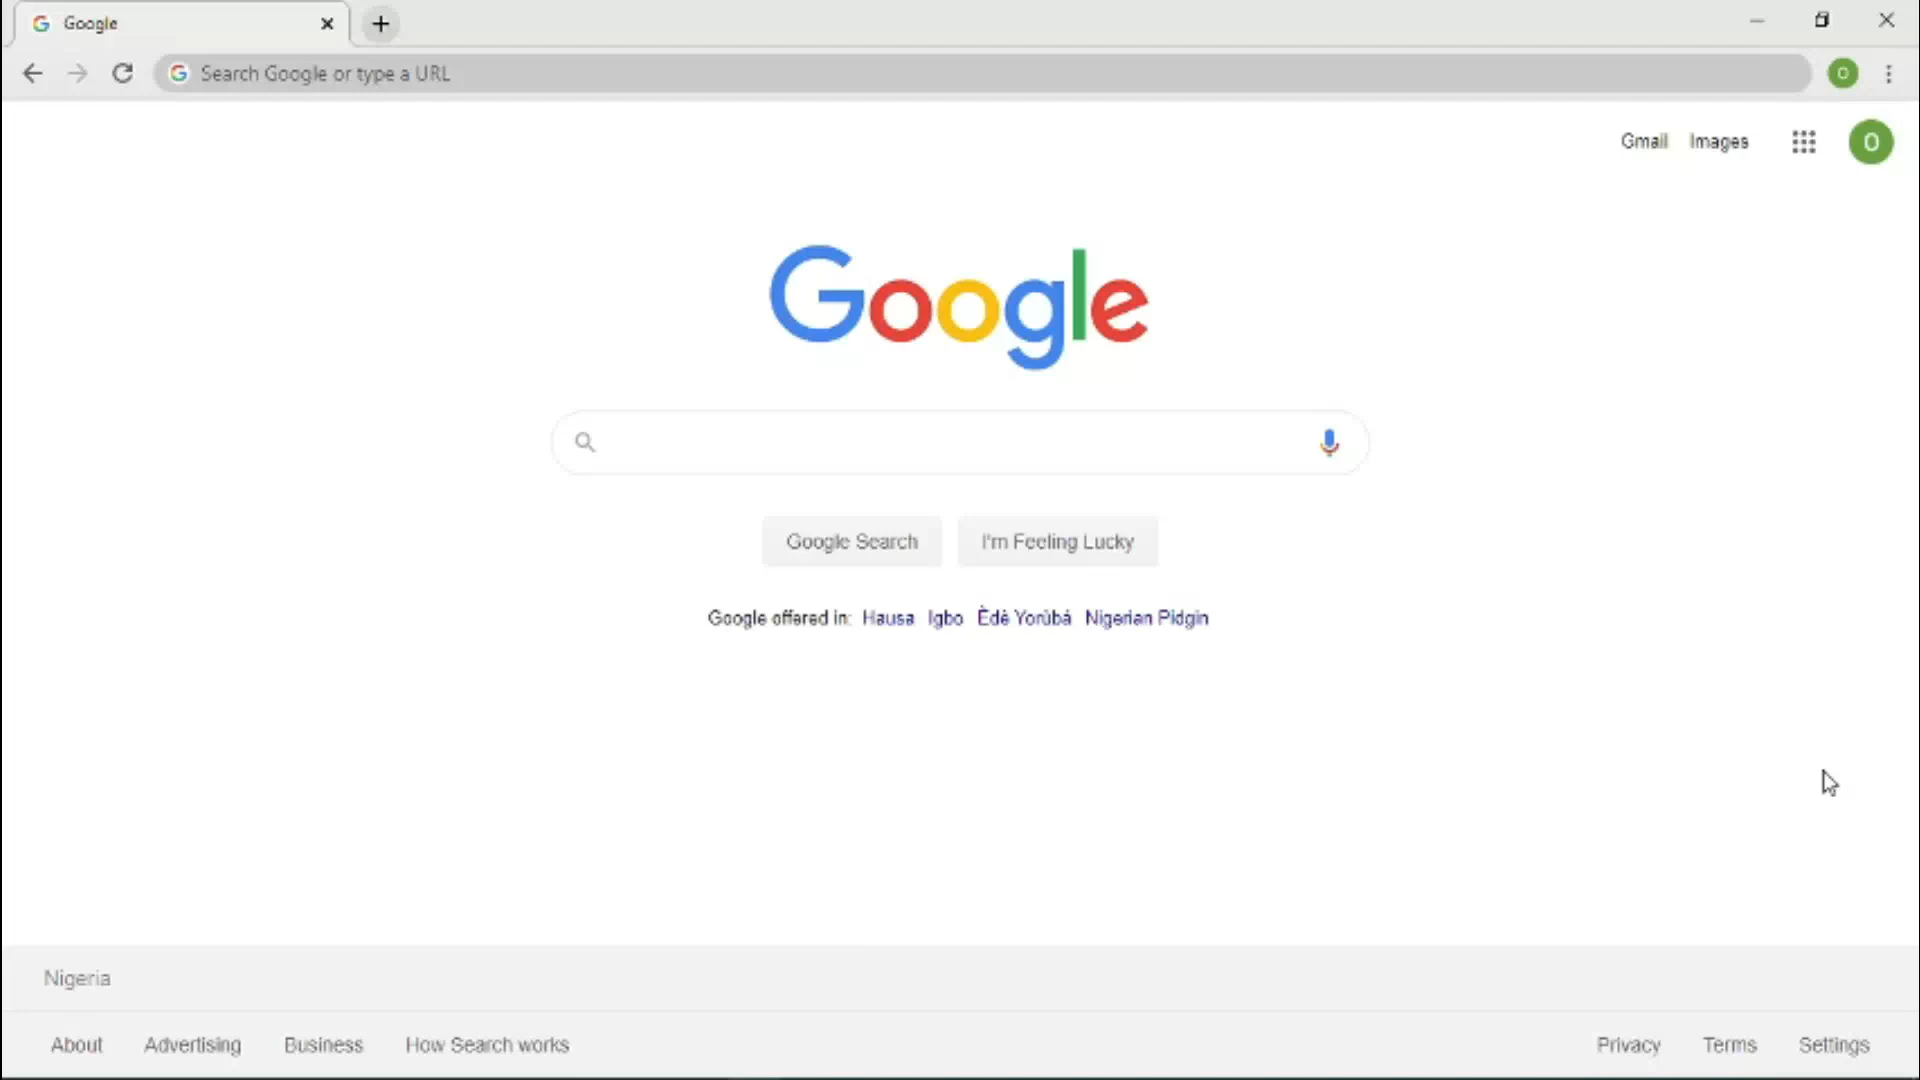 Google
Search Google or type a URL
O
Gmail Images
O
Google
Google Search I'm Feeling Lucky
Google offered in: Hausa Igbo Èdè Yorùbá Nigerian Pidgin
Nigeria
About Advertising Business How Search works Privacy Terms Settings